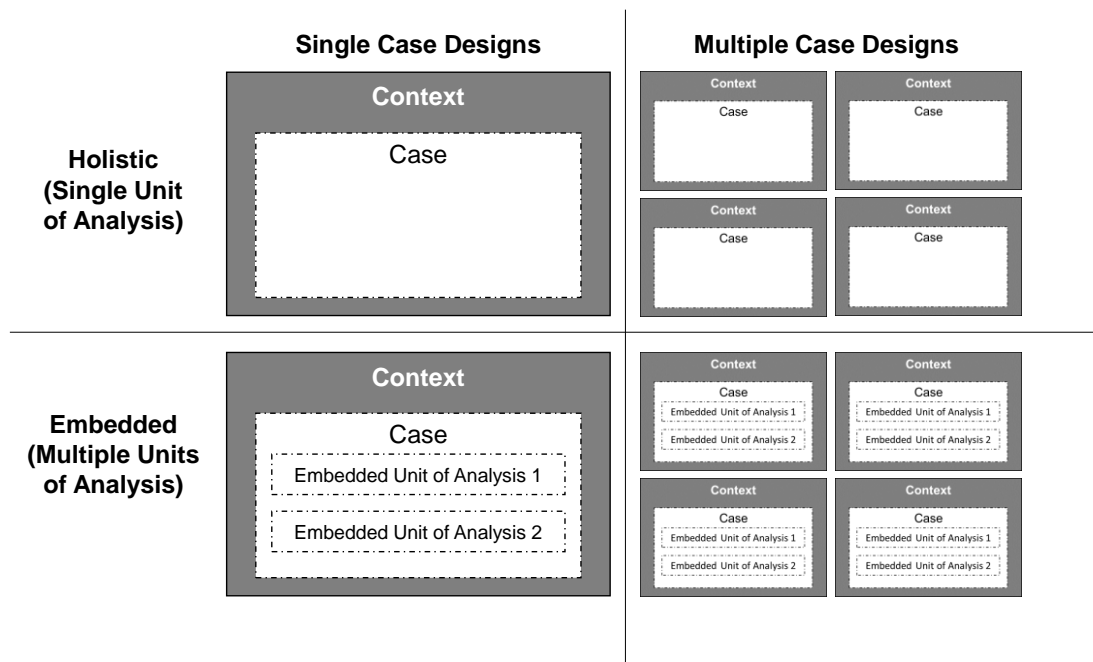 Single Case Designs
Multiple Case Designs
Holistic
(Single Unit
of Analysis)
Context
Case
Context
Case
Context
Case
Context
Case
Context
Case
Embedded
(Multiple Units
of Analysis)
Context
Case
Embedded Unit of Analysis 1
Embedded Unit of Analysis 2
Context
Case
Embedded Unit of Analysis 1
Embedded Unit of Analysis 2
Context
Case
Embedded Unit of Analysis 1
Embedded Unit of Analysis 2
Context
Case
Embedded Unit of Analysis 1
Embedded Unit of Analysis 2
Context
Case
Embedded Unit of Analysis 1
Embedded Unit of Analysis 2